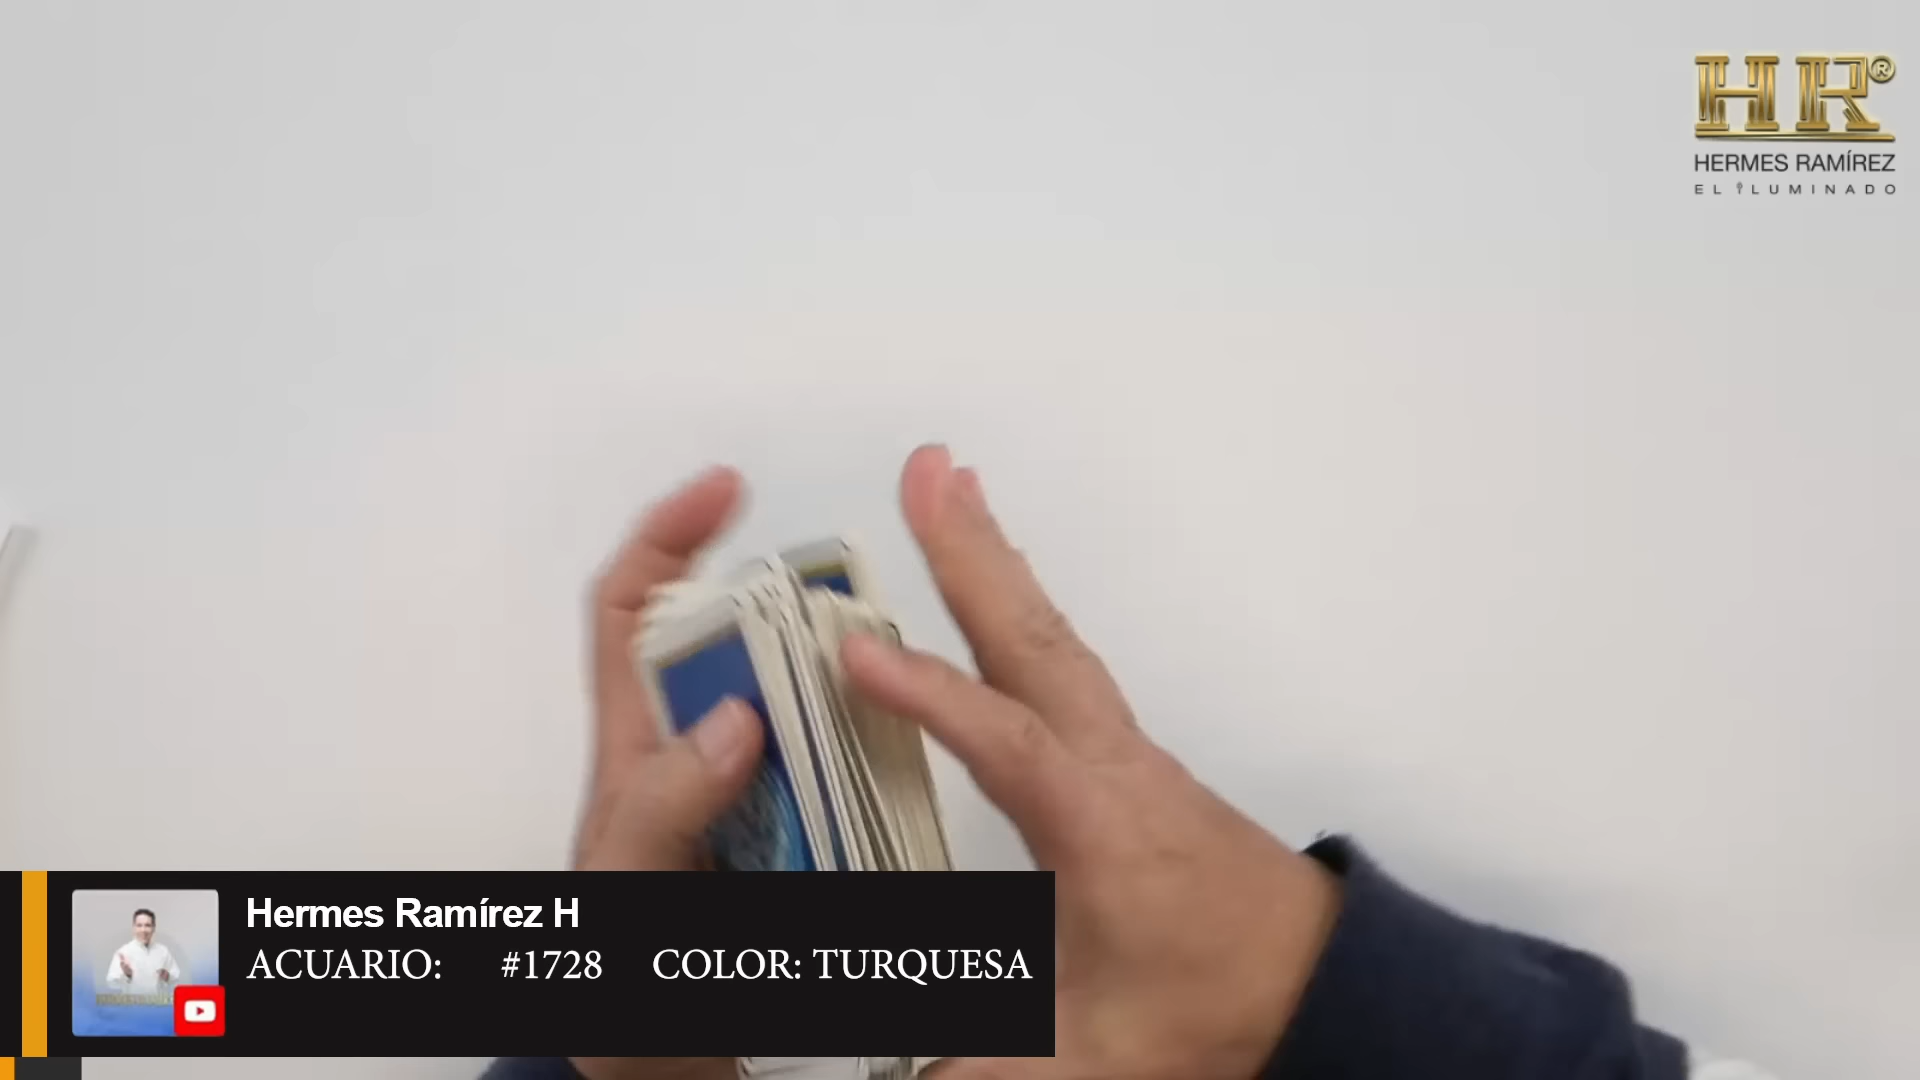 HR®
HERMES RAMÍREZ
EL ILUMINADO
Hermes Ramírez H
ACUARIO: #1728 COLOR: TURQUESA